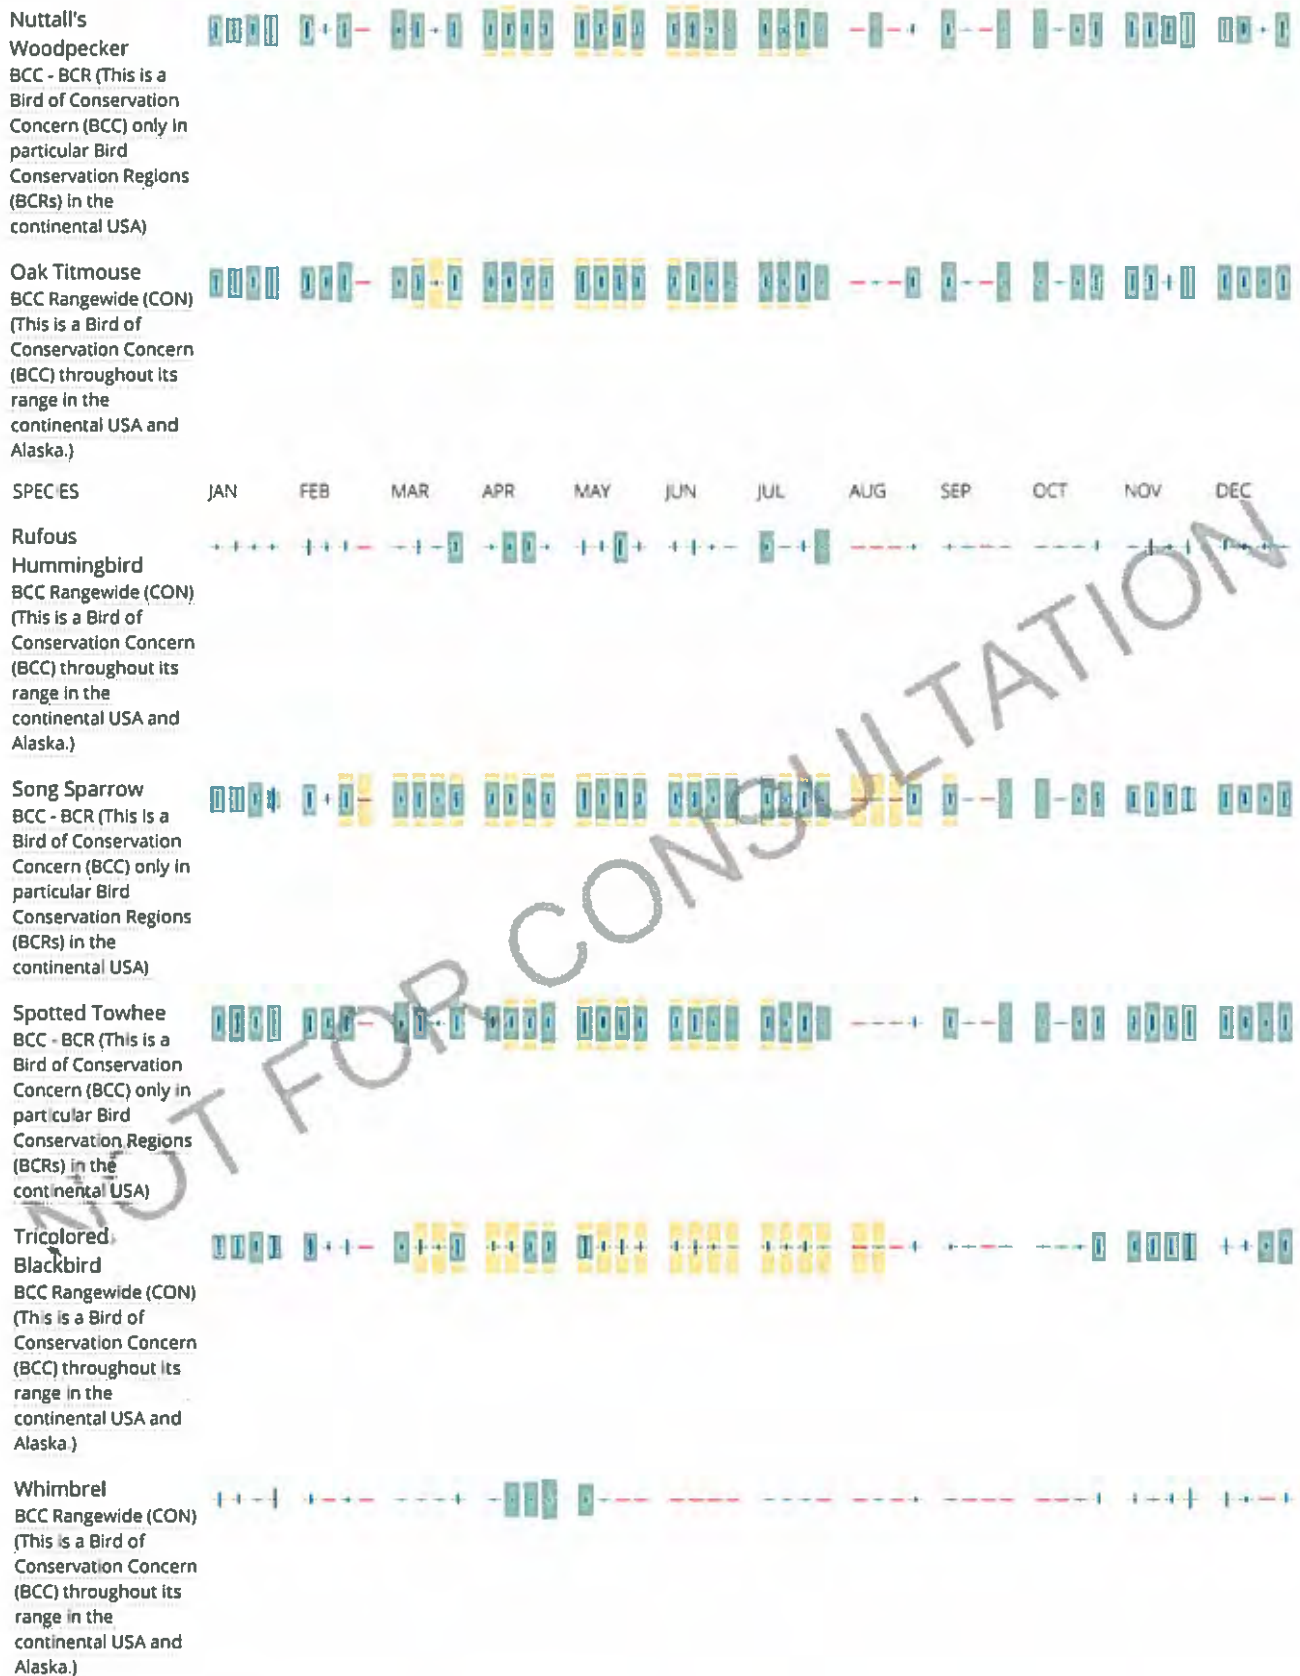 Nuttall's
Woodpecker
BCC - BCR (This is a
Bird of Conservation
Concern (BCC) only in
particular Bird
Conservation Regions
(BCRs) in the
continental USA)
Oak Titmouse
BCC Rangewide (CON)
(This is a Bird of
Conservation Concern
(BCC) throughout its
range in the
continental USA and
Alaska.)
SPECIES JAN FEB MAR APR MAY JUN JUL AUG SEP OCT NOV DEC
Rufous
Hummingbird
BCC Rangewide (CON)
(This is a Bird of
Conservation Concern
(BCC) throughout its
range in the
continental USA and
Alaska.)
Song Sparrow
BCC - BCR (This is a
Bird of Conservation
Concern (BCC) only in
particular Bird
Conservation Regions
(BCRs) in the
continental USA)
Spotted Towhee
BCC - BCR (This is a
Bird of Conservation
Concern (BCC) only in
particular Bird
Conservation Regions
(BCRs) in the
continental USA)
Tricolored
Blackbird
BCC Rangewide (CON)
(This is a Bird of
Conservation Concern
(BCC) throughout its
range in the
continental USA and
Alaska.)
Whimbrel
BCC Rangewide (CON)
(This is a Bird of
Conservation Concern
(BCC) throughout its
range in the
continental USA and
Alaska.)
NOT FOR CONSULTATION